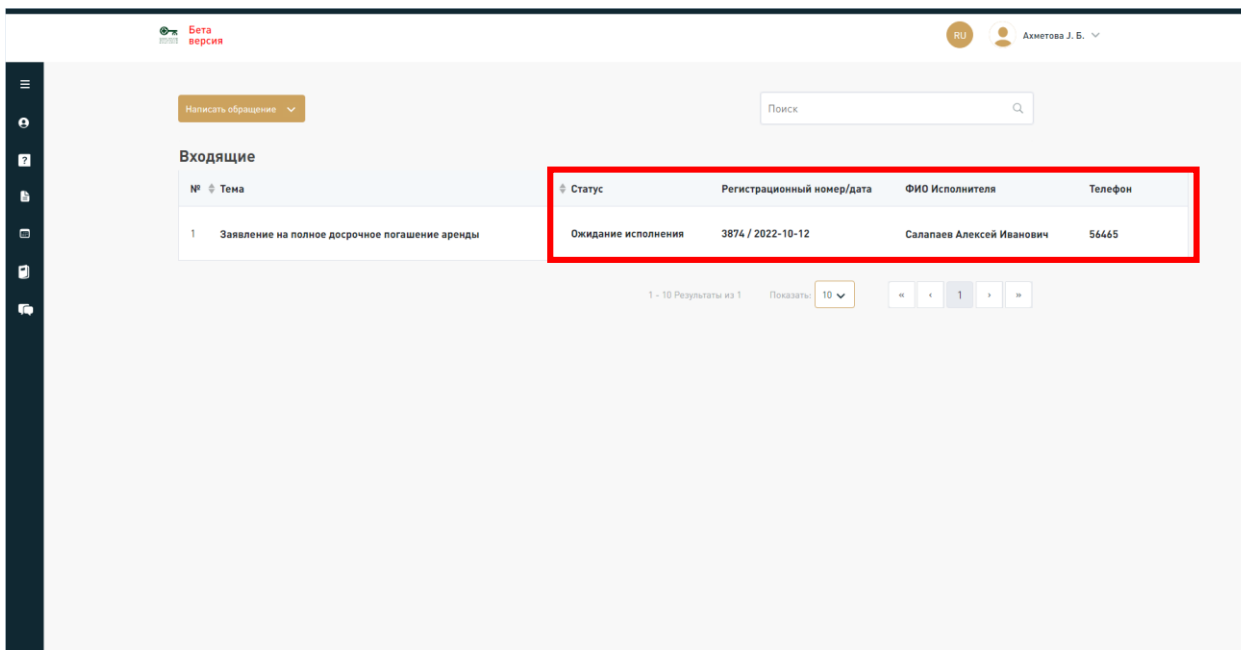 Бета
версия
RU
Ахметова J. Б.
Написать обращение
Поиск
Входящие
№ Тема Статус Регистрационный номер/дата ФИО Исполнителя Телефон
1 Заявление на полное досрочное погашение аренды Ожидание исполнения 3874 / 2022-10-12 Салапаев Алексей Иванович 56465
1 - 10 Результаты из 1 Показать: 10 « ‹ 1 › »